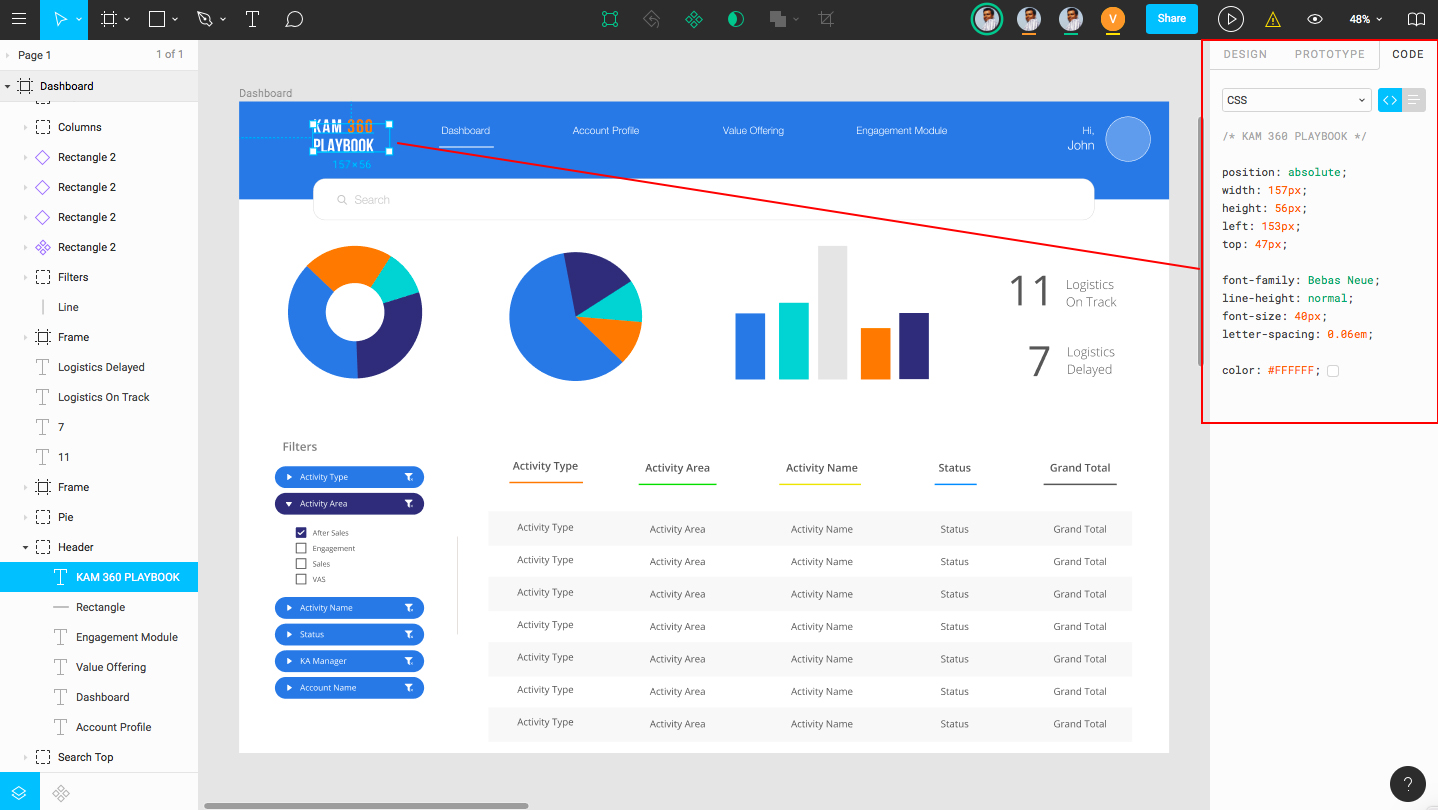 V
Share
48%
Page 1
1 of 1
Dashboard
Columns
Rectangle 2
Rectangle 2
Rectangle 2
Rectangle 2
Filters
Line
Frame
Logistics Delayed
Logistics On Track
7
11
Frame
Pie
Header
KAM 360 PLAYBOOK
Rectangle
Engagement Module
Value Offering
Dashboard
Account Profile
Search Top
Dashboard
KAM 360
PLAYBOOK
157×56
Dashboard
Account Profile
Value Offering
Engagement Module
Hi,
John
Search
11
Logistics
On Track
7
Logistics
Delayed
Filters
Activity Type
Activity Area
After Sales
Engagement
Sales
VAS
Activity Name
Status
KA Manager
Account Name
Activity Type Activity Area Activity Name Status Grand Total
Activity Type Activity Area Activity Name Status Grand Total
Activity Type Activity Area Activity Name Status Grand Total
Activity Type Activity Area Activity Name Status Grand Total
Activity Type Activity Area Activity Name Status Grand Total
Activity Type Activity Area Activity Name Status Grand Total
Activity Type Activity Area Activity Name Status Grand Total
Activity Type Activity Area Activity Name Status Grand Total
DESIGN PROTOTYPE CODE
CSS
/* KAM 360 PLAYBOOK */
position: absolute;
width: 157px;
height: 56px;
left: 153px;
top: 47px;
font-family: Bebas Neue;
line-height: normal;
font-size: 40px;
letter-spacing: 0.06em;
color: #FFFFFF;
?